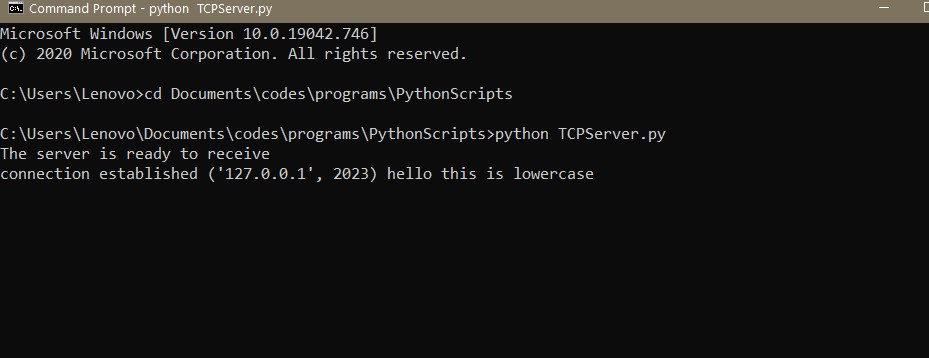 Command Prompt - python  TCPServer.py
Microsoft Windows [Version 10.0.19042.746]
(c) 2020 Microsoft Corporation. All rights reserved.
C:\Users\Lenovo>cd Documents\codes\programs\PythonScripts
C:\Users\Lenovo\Documents\codes\programs\PythonScripts>python TCPServer.py
The server is ready to receive
connection established ('127.0.0.1', 2023) hello this is lowercase